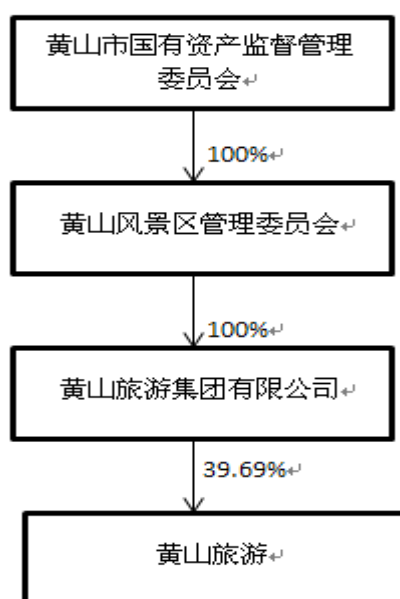 黄山市国有资产监督管理
委员会↵
100%↵
黄山风景区管理委员会↵
100%↵
黄山旅游集团有限公司↵
39.69%↵
黄山旅游↵